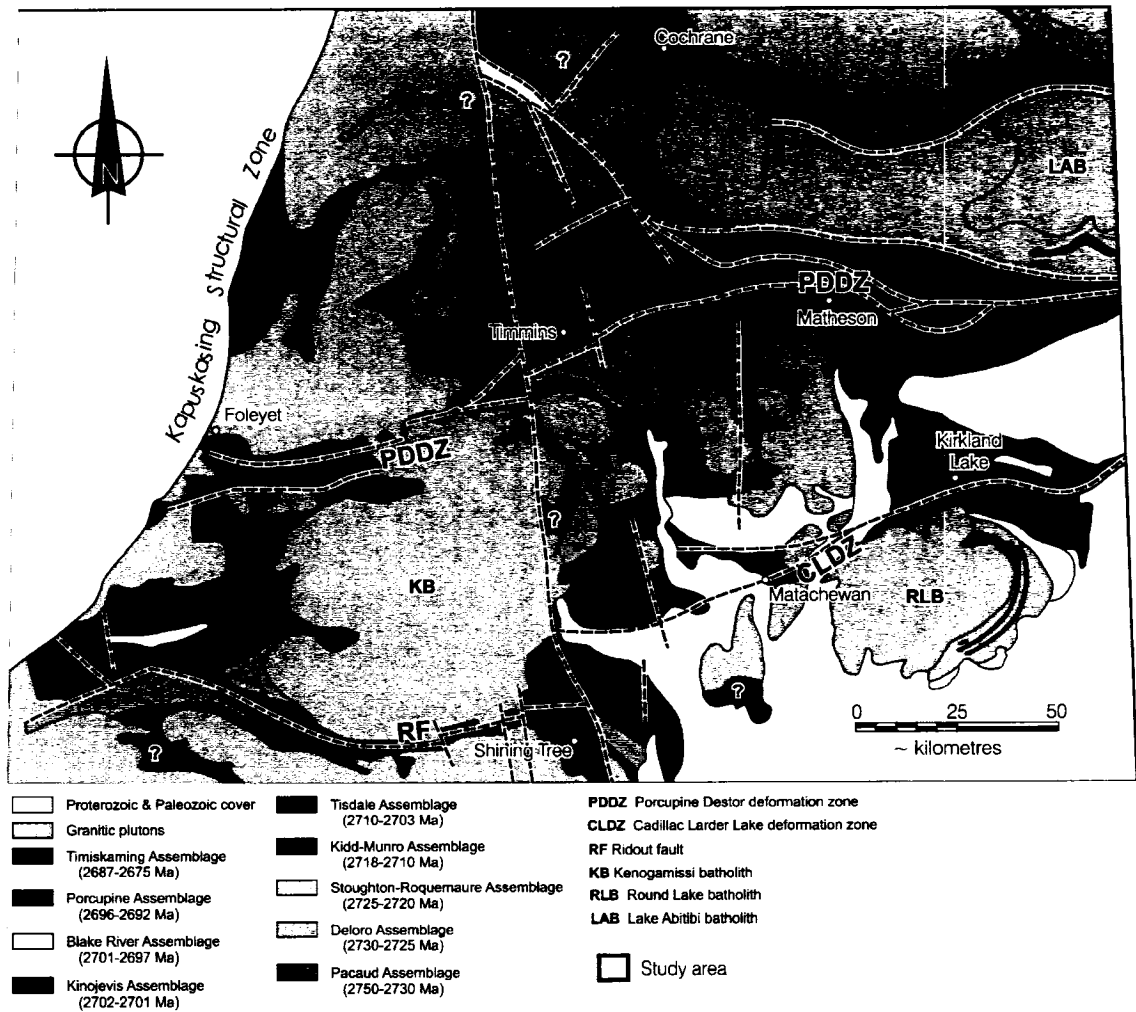 Cochrane
?
?
N
LAB
Kapuskasing Structural Zone
PDDZ
Matheson
Timmins
Foleyet
PDDZ
Kirkland
Lake
?
CLDZ
KB
Matachewan
RLB
?
RF
Shining Tree
?
0 25 50
~ kilometres
Proterozoic & Paleozoic cover
Granitic plutons
Timiskaming Assemblage
(2687-2675 Ma)
Porcupine Assemblage
(2696-2692 Ma)
Blake River Assemblage
(2701-2697 Ma)
Kinojevis Assemblage
(2702-2701 Ma)
Tisdale Assemblage
(2710-2703 Ma)
Kidd-Munro Assemblage
(2718-2710 Ma)
Stoughton-Roquemaure Assemblage
(2725-2720 Ma)
Deloro Assemblage
(2730-2725 Ma)
Pacaud Assemblage
(2750-2730 Ma)
PDDZ Porcupine Destor deformation zone
CLDZ Cadillac Larder Lake deformation zone
RF Ridout fault
KB Kenogamissi batholith
RLB Round Lake batholith
LAB Lake Abitibi batholith
Study area